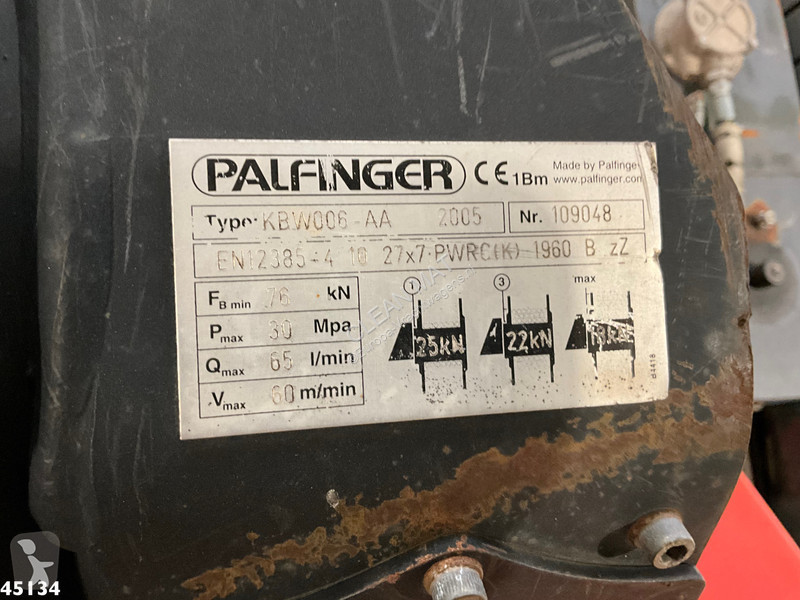 PALFINGER CE 1Bm Made by Palfinge
www.palfinger.com
Type: KBW006-AA 2005 Nr. 109048
EN12385-4 10 27x7-PWRC(K)-1960 B zZ
FB min 76 kN
Pmax 30 Mpa
Qmax 65 l/min
Vmax 60 m/min
1 3 max
25kN 22kN
d4418
45134